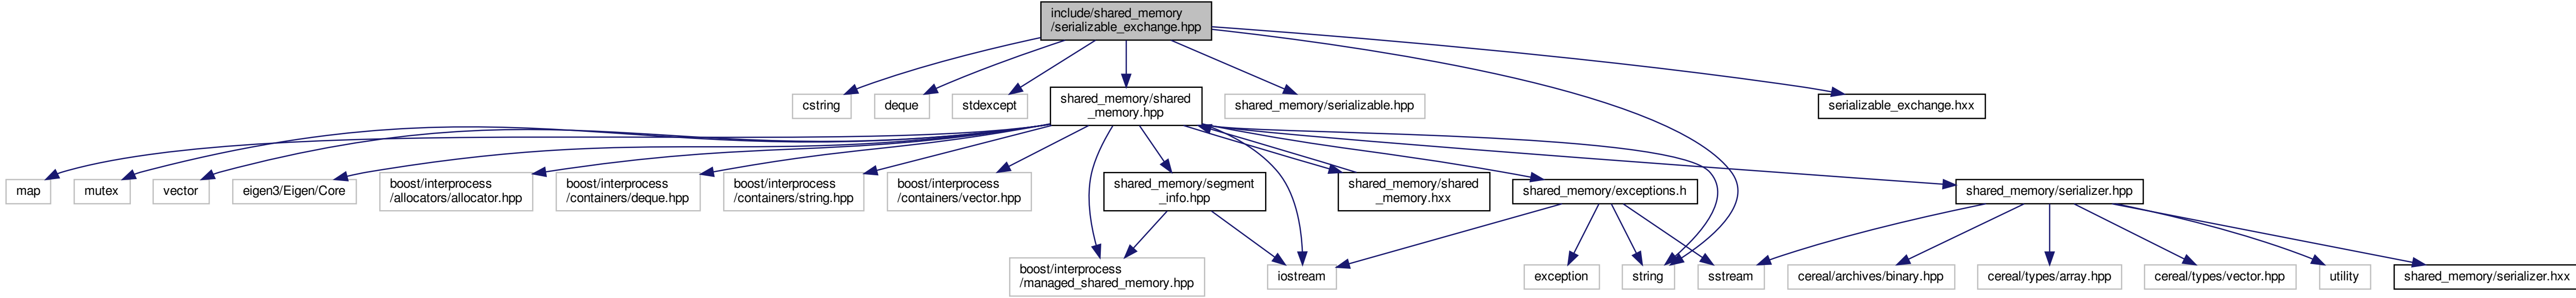 include/shared_memory
/serializable_exchange.hpp
cstring
deque
stdexcept
shared_memory/shared
_memory.hpp
shared_memory/serializable.hpp
serializable_exchange.hxx
map
mutex
vector
eigen3/Eigen/Core
boost/interprocess
/allocators/allocator.hpp
boost/interprocess
/containers/deque.hpp
boost/interprocess
/containers/string.hpp
boost/interprocess
/containers/vector.hpp
shared_memory/segment
_info.hpp
shared_memory/shared
_memory.hxx
shared_memory/exceptions.h
shared_memory/serializer.hpp
boost/interprocess
/managed_shared_memory.hpp
iostream
exception
string
sstream
cereal/archives/binary.hpp
cereal/types/array.hpp
cereal/types/vector.hpp
utility
shared_memory/serializer.hxx